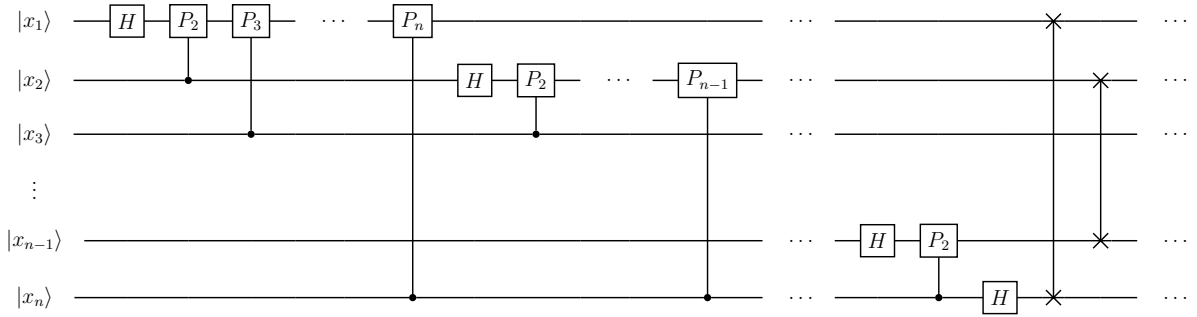 |x₁⟩ H P₂ P₃ ··· Pₙ ··· ···
|x₂⟩ H P₂ ··· Pₙ₋₁ ··· ···
|x₃⟩ ··· ···
⋮
|xₙ₋₁⟩ ··· H P₂ ···
|xₙ⟩ ··· H ···